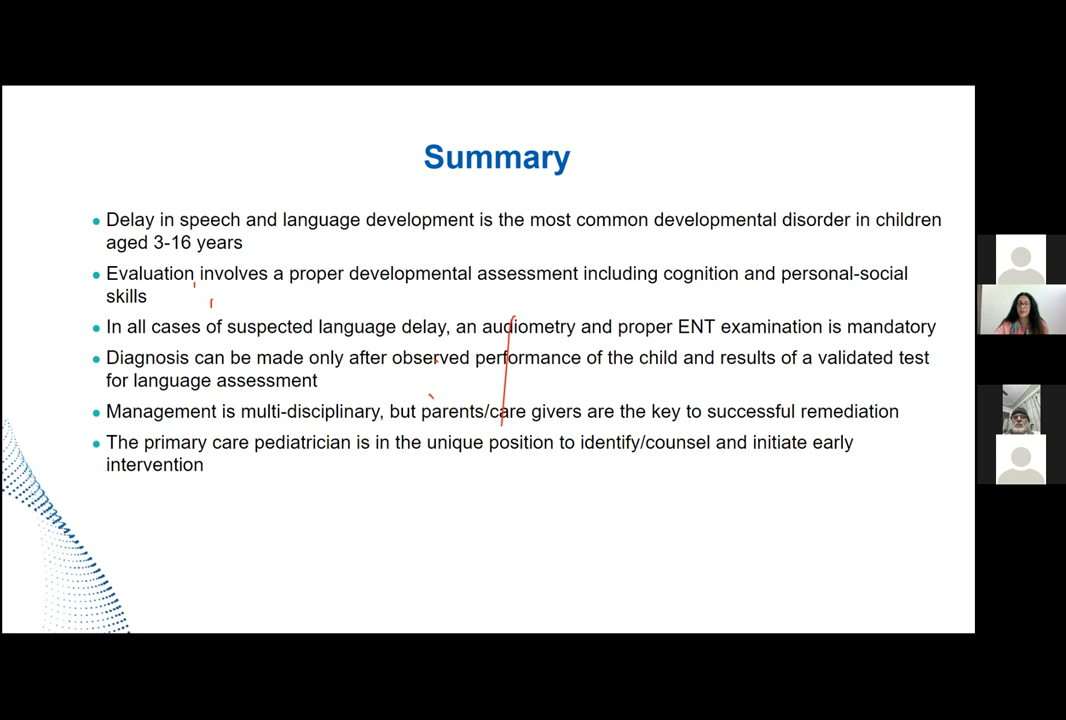 Summary
Delay in speech and language development is the most common developmental disorder in children
aged 3-16 years
Evaluation involves a proper developmental assessment including cognition and personal-social
skills
In all cases of suspected language delay, an audiometry and proper ENT examination is mandatory
Diagnosis can be made only after observed performance of the child and results of a validated test
for language assessment
Management is multi-disciplinary, but parents/care givers are the key to successful remediation
The primary care pediatrician is in the unique position to identify/counsel and initiate early
intervention